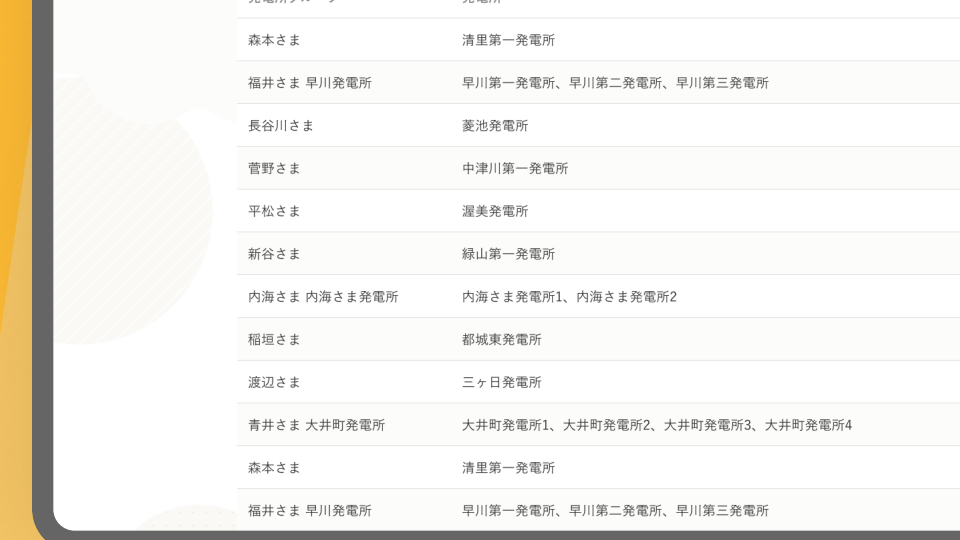 森本さま 清里第一発電所
福井さま 早川発電所 早川第一発電所、早川第二発電所、早川第三発電所
長谷川さま 菱池発電所
菅野さま 中津川第一発電所
平松さま 渥美発電所
新谷さま 緑山第一発電所
内海さま 内海さま発電所 内海さま発電所1、内海さま発電所2
稲垣さま 都城東発電所
渡辺さま 三ヶ日発電所
青井さま 大井町発電所 大井町発電所1、大井町発電所2、大井町発電所3、大井町発電所4
森本さま 清里第一発電所
福井さま 早川発電所 早川第一発電所、早川第二発電所、早川第三発電所